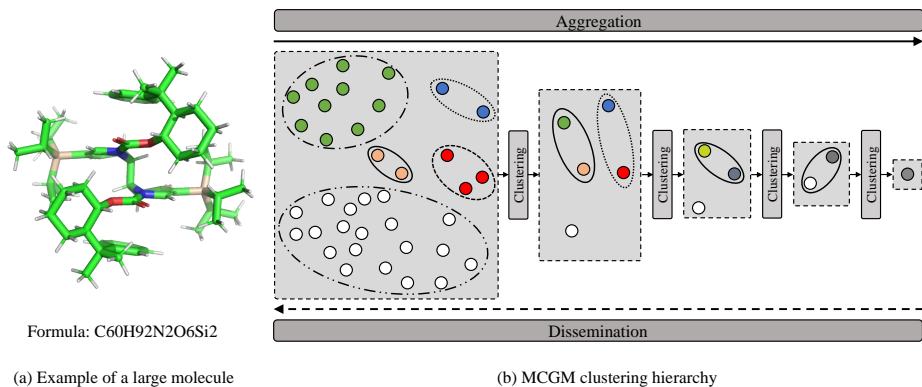 Aggregation
Clustering
Clustering
Clustering
Clustering
Dissemination
Formula: C60H92N2O6Si2
(a) Example of a large molecule
(b) MCGM clustering hierarchy